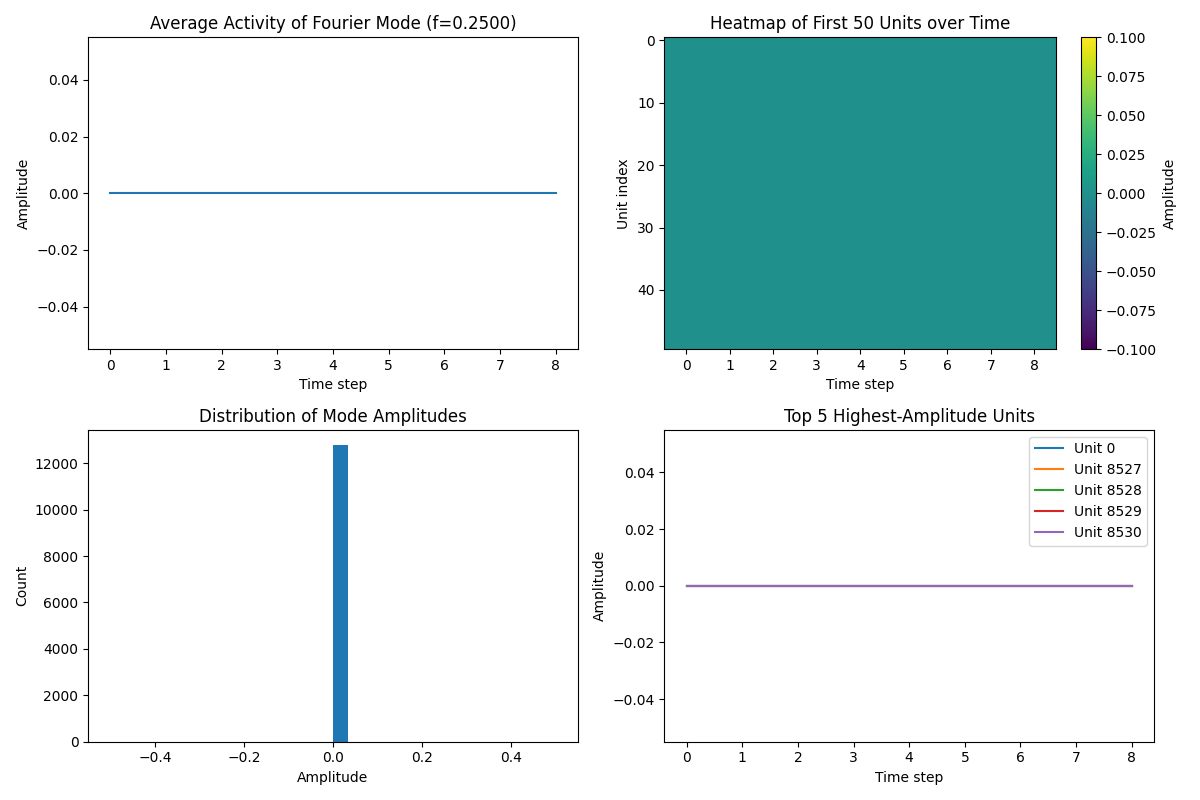 Average Activity of Fourier Mode (f=0.2500)
Amplitude
0.04
0.02
0.00
−0.02
−0.04
0 1 2 3 4 5 6 7 8
Time step
Heatmap of First 50 Units over Time
Unit index
0
10
20
30
40
0 1 2 3 4 5 6 7 8
Time step
0.100
0.075
0.050
0.025
0.000
−0.025
−0.050
−0.075
−0.100
Amplitude
Distribution of Mode Amplitudes
Count
12000
10000
8000
6000
4000
2000
0
−0.4 −0.2 0.0 0.2 0.4
Amplitude
Top 5 Highest-Amplitude Units
Amplitude
0.04
0.02
0.00
−0.02
−0.04
Unit 0
Unit 8527
Unit 8528
Unit 8529
Unit 8530
0 1 2 3 4 5 6 7 8
Time step